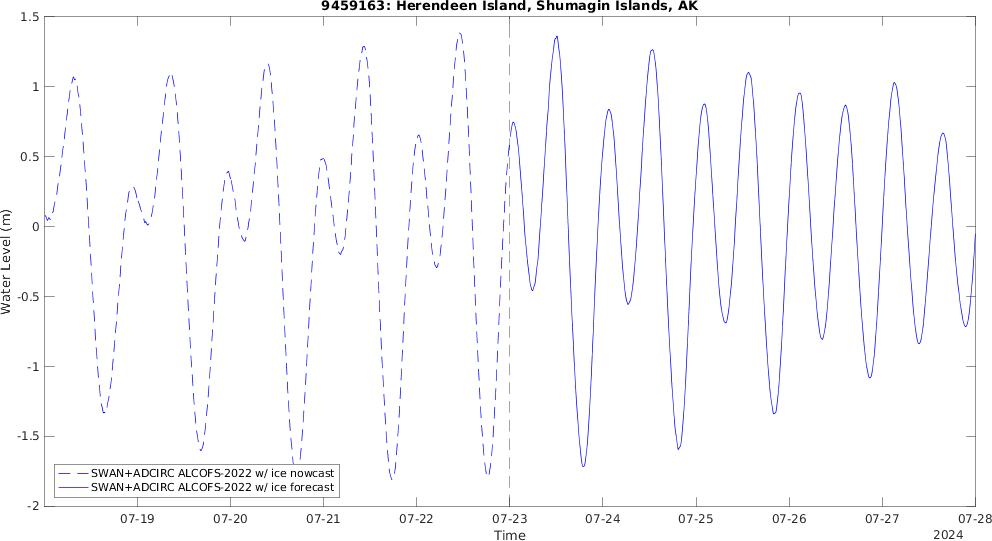 9459163: Herendeen Island, Shumagin Islands, AK
1.5
1
0.5
0
-0.5
-1
-1.5
-2
Water Level (m)
SWAN+ADCIRC ALCOFS-2022 w/ ice nowcast
SWAN+ADCIRC ALCOFS-2022 w/ ice forecast
07-19 07-20 07-21 07-22 07-23 07-24 07-25 07-26 07-27 07-28
Time
2024